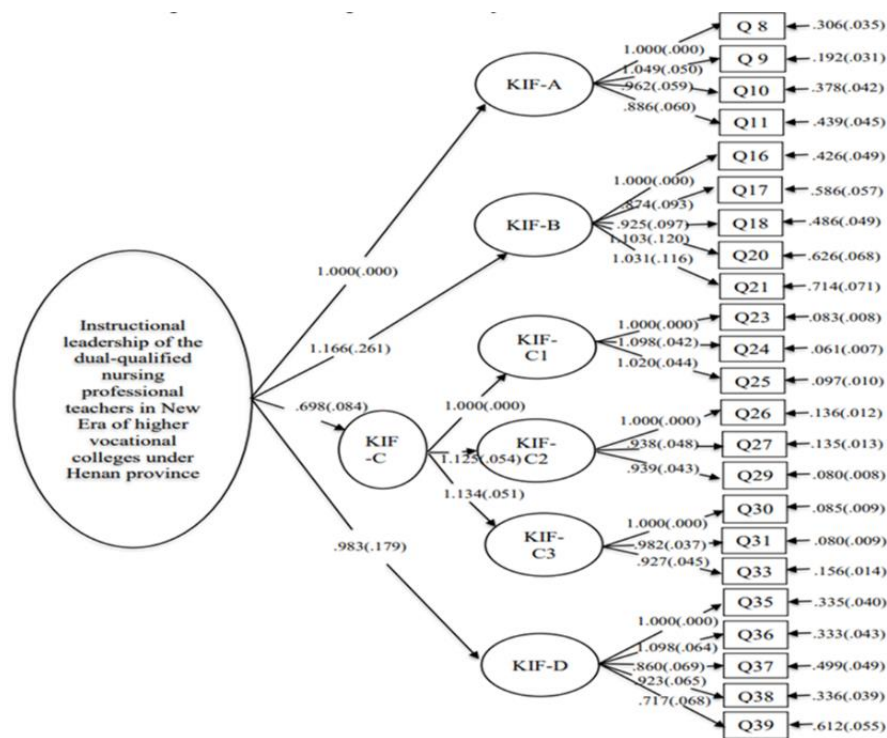 Q 8
.306(.035)
1.000(.000)
Q 9
.192(.031)
1.049(.050)
KIF-A
.962(.059)
Q10
.378(.042)
.886(.060)
Q11
.439(.045)
Q16
.426(.049)
1.000(.000)
Q17
.586(.057)
.874(.093)
KIF-B
.925(.097)
Q18
.486(.049)
1.103(.120)
Q20
.626(.068)
1.031(.116)
Q21
.714(.071)
1.000(.000)
1.166(.261)
.698(.084)
.983(.179)
Instructional
leadership of the
dual-qualified
nursing
professional
teachers in New
Era of higher
vocational
colleges under
Henan province
KIF
-C
1.000(.000)
1.125(.054)
1.134(.051)
KIF-
C1
1.000(.000)
Q23
.083(.008)
1.098(.042)
Q24
.061(.007)
1.020(.044)
Q25
.097(.010)
KIF-
C2
1.000(.000)
Q26
.136(.012)
.938(.048)
Q27
.135(.013)
.939(.043)
Q29
.080(.008)
KIF-
C3
1.000(.000)
Q30
.085(.009)
.982(.037)
Q31
.080(.009)
.927(.045)
Q33
.156(.014)
KIF-D
1.000(.000)
Q35
.335(.040)
1.098(.064)
Q36
.333(.043)
.860(.069)
Q37
.499(.049)
.923(.065)
Q38
.336(.039)
.717(.068)
Q39
.612(.055)